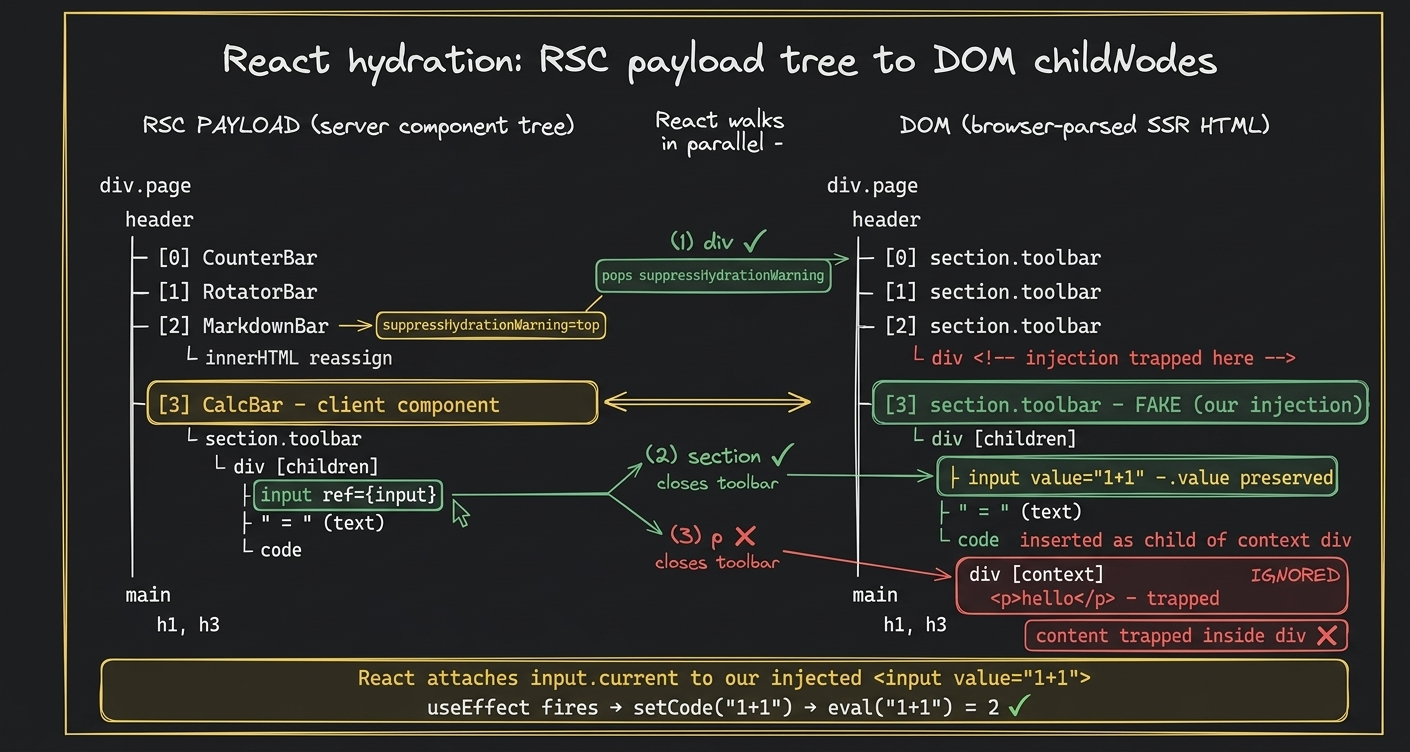 React hydration: RSC payload tree to DOM childNodes
RSC PAYLOAD (server component tree)
div.page
header
[0] CounterBar
[1] RotatorBar
[2] MarkdownBar
suppressHydrationWarning=top
└ innerHTML reassign
[3] CalcBar - client component
└ section.toolbar
└ div [children]
├ input ref={input}
├ " = " (text)
└ code
main
h1, h3
React walks
in parallel -
(1) div ✓
pops suppressHydrationWarning
(2) section ✓
closes toolbar
(3) p ✗
closes toolbar
DOM (browser-parsed SSR HTML)
div.page
header
[0] section.toolbar
[1] section.toolbar
[2] section.toolbar
└ div <!-- injection trapped here -->
[3] section.toolbar - FAKE (our injection)
└ div [children]
├ input value="1+1" -.value preserved
├ " = " (text)
└ code inserted as child of context div
div [context] IGNORED
<p>hello</p> - trapped
content trapped inside div ✗
main
h1, h3
React attaches input.current to our injected <input value="1+1">
useEffect fires → setCode("1+1") → eval("1+1") = 2 ✓